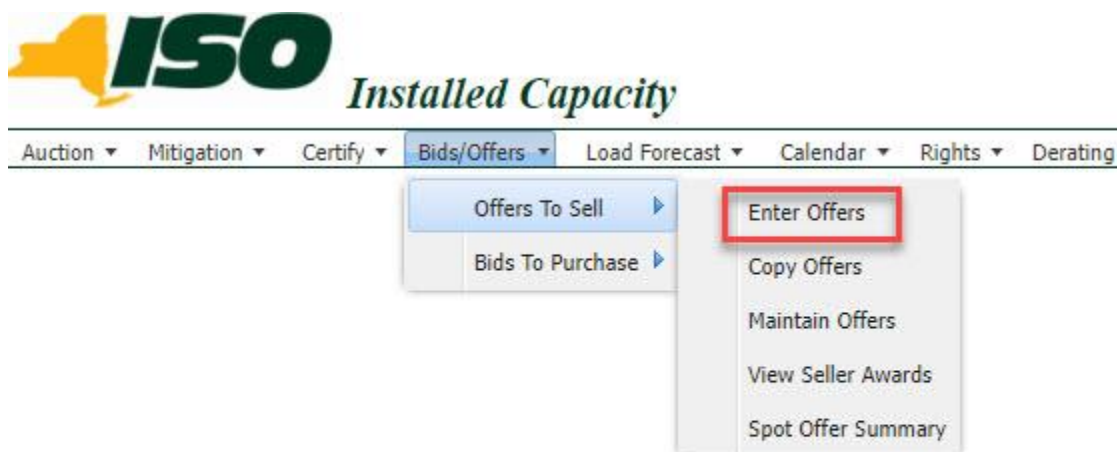 ISO
Installed Capacity
Auction Mitigation Certify Bids/Offers Load Forecast Calendar Rights Derating
Offers To Sell Enter Offers
Bids To Purchase Copy Offers
Maintain Offers
View Seller Awards
Spot Offer Summary